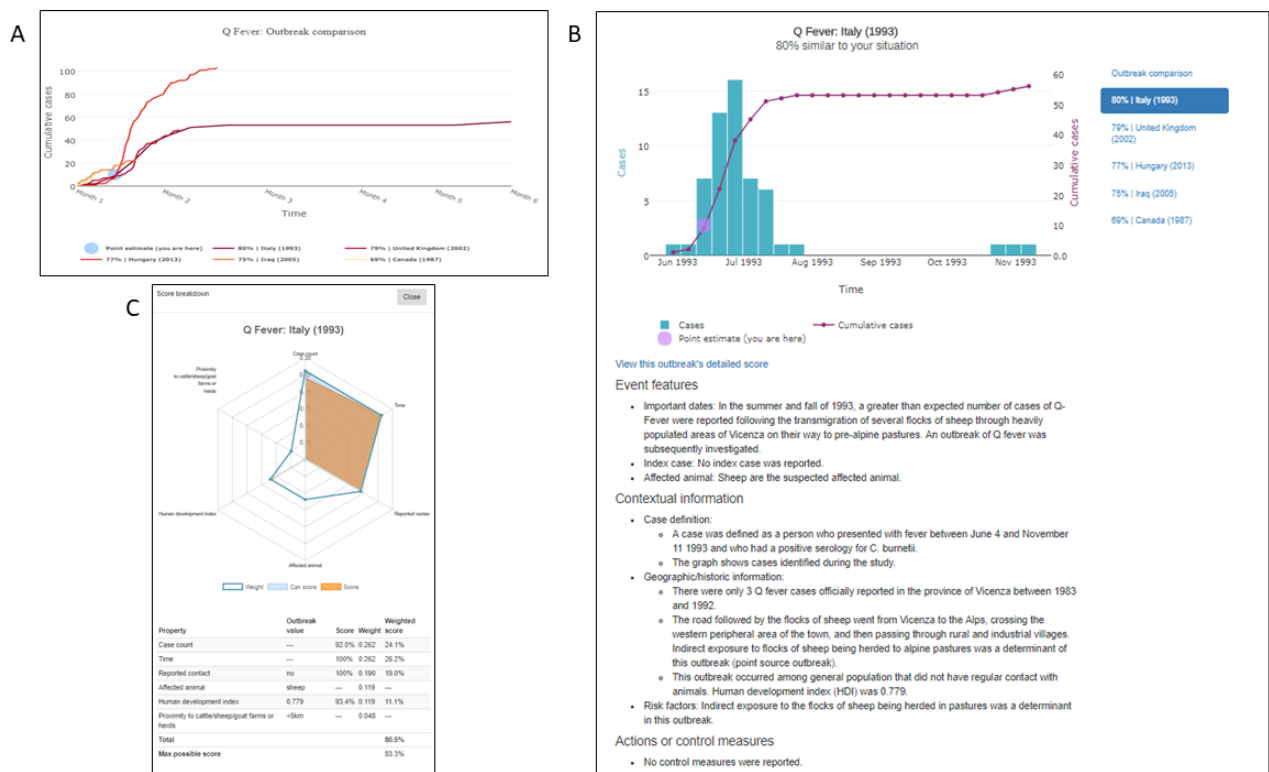 A
Q Fever: Outbreak comparison
Cumulative cases
100
80
60
40
20
0
Month 1
Month 2
Month 3
Month 4
Month 5
Month 6
Time
Point estimate (you are here)
80% | Italy (1993)
79% | United Kingdom (2002)
77% | Hungary (2013)
75% | Iraq (2005)
69% | Canada (1987)
B
Q Fever: Italy (1993)
80% similar to your situation
Cases
15
10
5
0
60
50
40
30
20
10
0.0
Cumulative cases
Jun 1993
Jul 1993
Aug 1993
Sep 1993
Oct 1993
Nov 1993
Time
Cases
Cumulative cases
Point estimate (you are here)
Outbreak comparison
80% | Italy (1993)
79% | United Kingdom
(2002)
77% | Hungary (2013)
75% | Iraq (2005)
69% | Canada (1987)
View this outbreak's detailed score
Event features
• Important dates: In the summer and fall of 1993, a greater than expected number of cases of Q-
Fever were reported following the transmigration of several flocks of sheep through heavily
populated areas of Vicenza on their way to pre-alpine pastures. An outbreak of Q fever was
subsequently investigated.
• Index case: No index case was reported.
• Affected animal: Sheep are the suspected affected animal.
Contextual information
• Case definition:
o A case was defined as a person who presented with fever between June 4 and November
11 1993 and who had a positive serology for C. burnetii.
o The graph shows cases identified during the study.
• Geographic/historic information:
o There were only 3 Q fever cases officially reported in the province of Vicenza between 1983
and 1992.
o The road followed by the flocks of sheep went from Vicenza to the Alps, crossing the
western peripheral area of the town, and then passing through rural and industrial villages.
Indirect exposure to flocks of sheep being herded to alpine pastures was a determinant of
this outbreak (point source outbreak).
o This outbreak occurred among general population that did not have regular contact with
animals. Human development index (HDI) was 0.779.
• Risk factors: Indirect exposure to the flocks of sheep being herded in pastures was a determinant
in this outbreak.
Actions or control measures
• No control measures were reported.
C
Score breakdown
Close
Q Fever: Italy (1993)
Case count
Time
Reported contac
Affected animal
Human development index
Proximity
to cattle/sheep/goat
farms or
herds
Weight
Can score
Score
Property Outbreak value Score Weight Weighted score
Case count --- 92.0% 0.262 24.1%
Time --- 100% 0.262 26.2%
Reported contact no 100% 0.190 19.0%
Affected animal sheep --- 0.119 ---
Human development index 0.779 93.4% 0.119 11.1%
Proximity to cattle/sheep/goat farms or <5km --- 0.048 ---
herds
Total 80.5%
Max possible score 83.3%